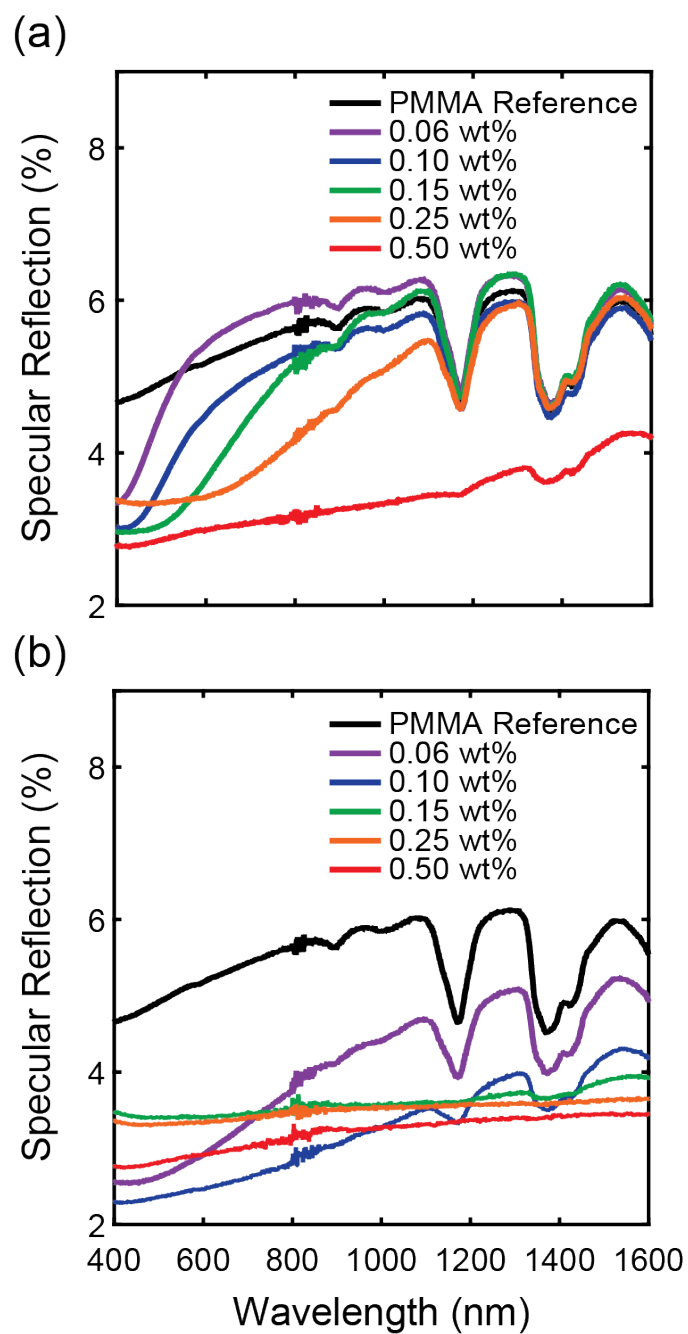 (a)
Specular Reflection (%)
8
6
4
2
PMMA Reference
0.06 wt%
0.10 wt%
0.15 wt%
0.25 wt%
0.50 wt%
(b)
Specular Reflection (%)
8
6
4
2
PMMA Reference
0.06 wt%
0.10 wt%
0.15 wt%
0.25 wt%
0.50 wt%
400 600 800 1000 1200 1400 1600
Wavelength (nm)